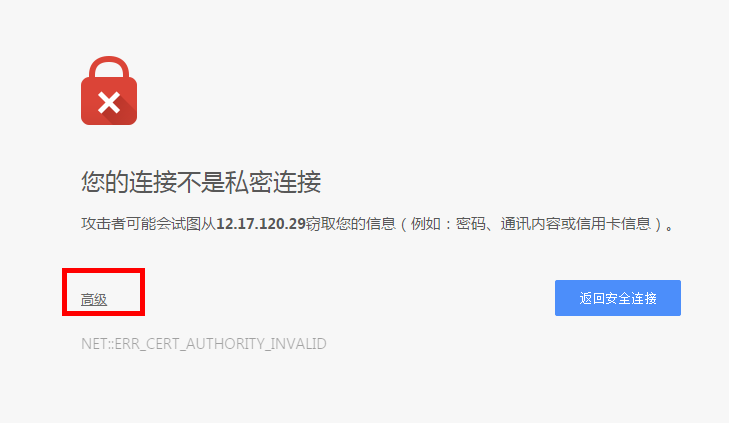 您的连接不是私密连接
攻击者可能会试图从12.17.120.29窃取您的信息（例如：密码、通讯内容或信用卡信息）。
高级
返回安全连接
NET::ERR_CERT_AUTHORITY_INVALID